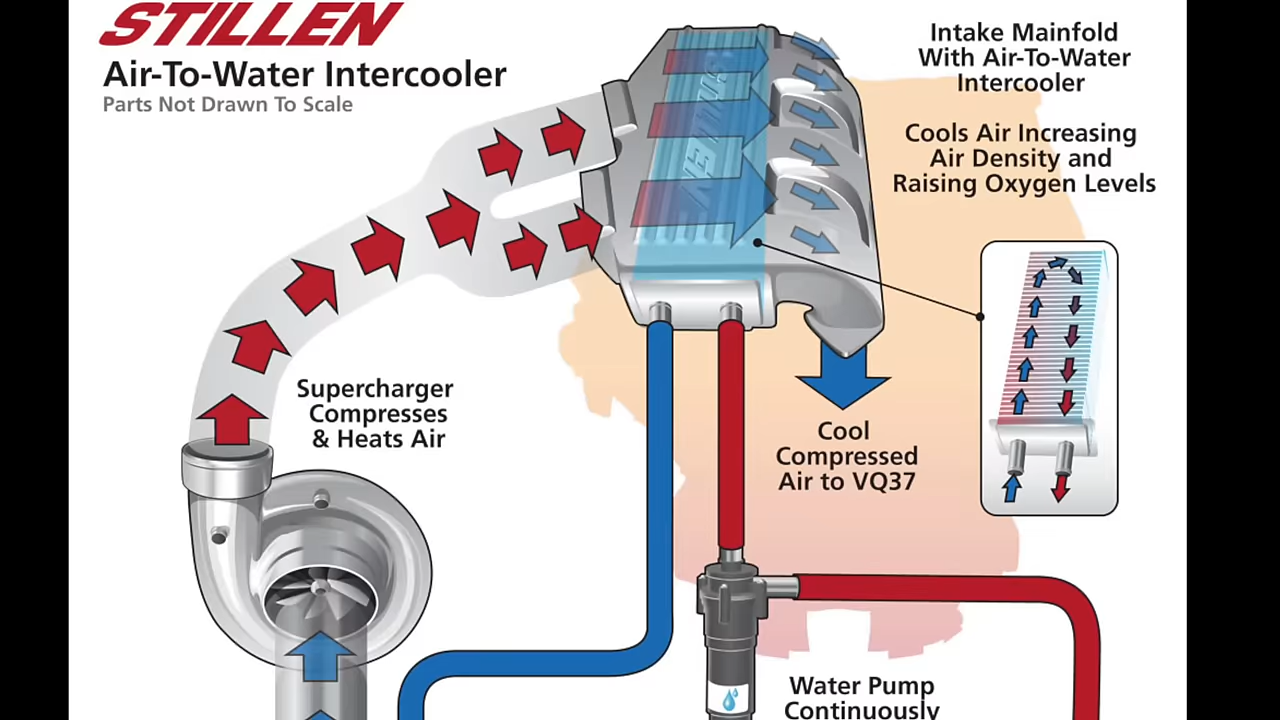 STILLEN
Air-To-Water Intercooler
Parts Not Drawn To Scale
Intake Mainfold
With Air-To-Water
Intercooler
Cools Air Increasing
Air Density and
Raising Oxygen Levels
STILLEN
Supercharger
Compresses
& Heats Air
Cool
Compressed
Air to VQ37
Water Pump
Continuously